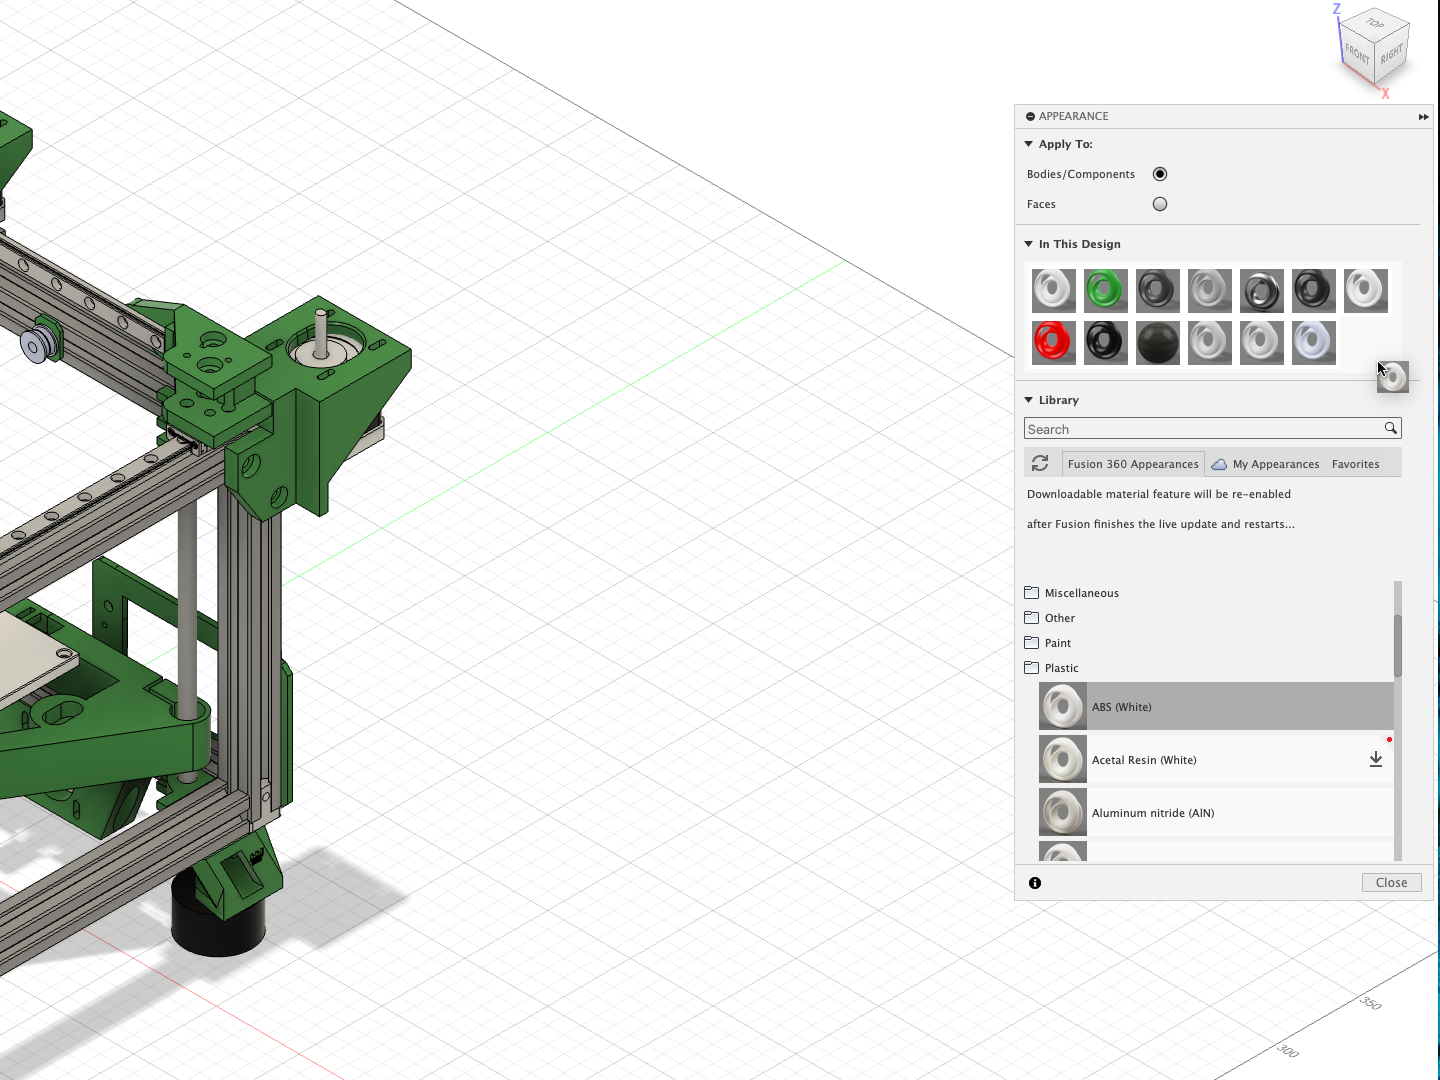 Z
TOP
FRONT
RIGHT
X
APPEARANCE
Apply To:
Bodies/Components
Faces
In This Design
Library
Search
Fusion 360 Appearances
My Appearances
Favorites
Downloadable material feature will be re-enabled
after Fusion finishes the live update and restarts...
Miscellaneous
Other
Paint
Plastic
ABS (White)
Acetal Resin (White)
Aluminum nitride (AlN)
Close
350
300